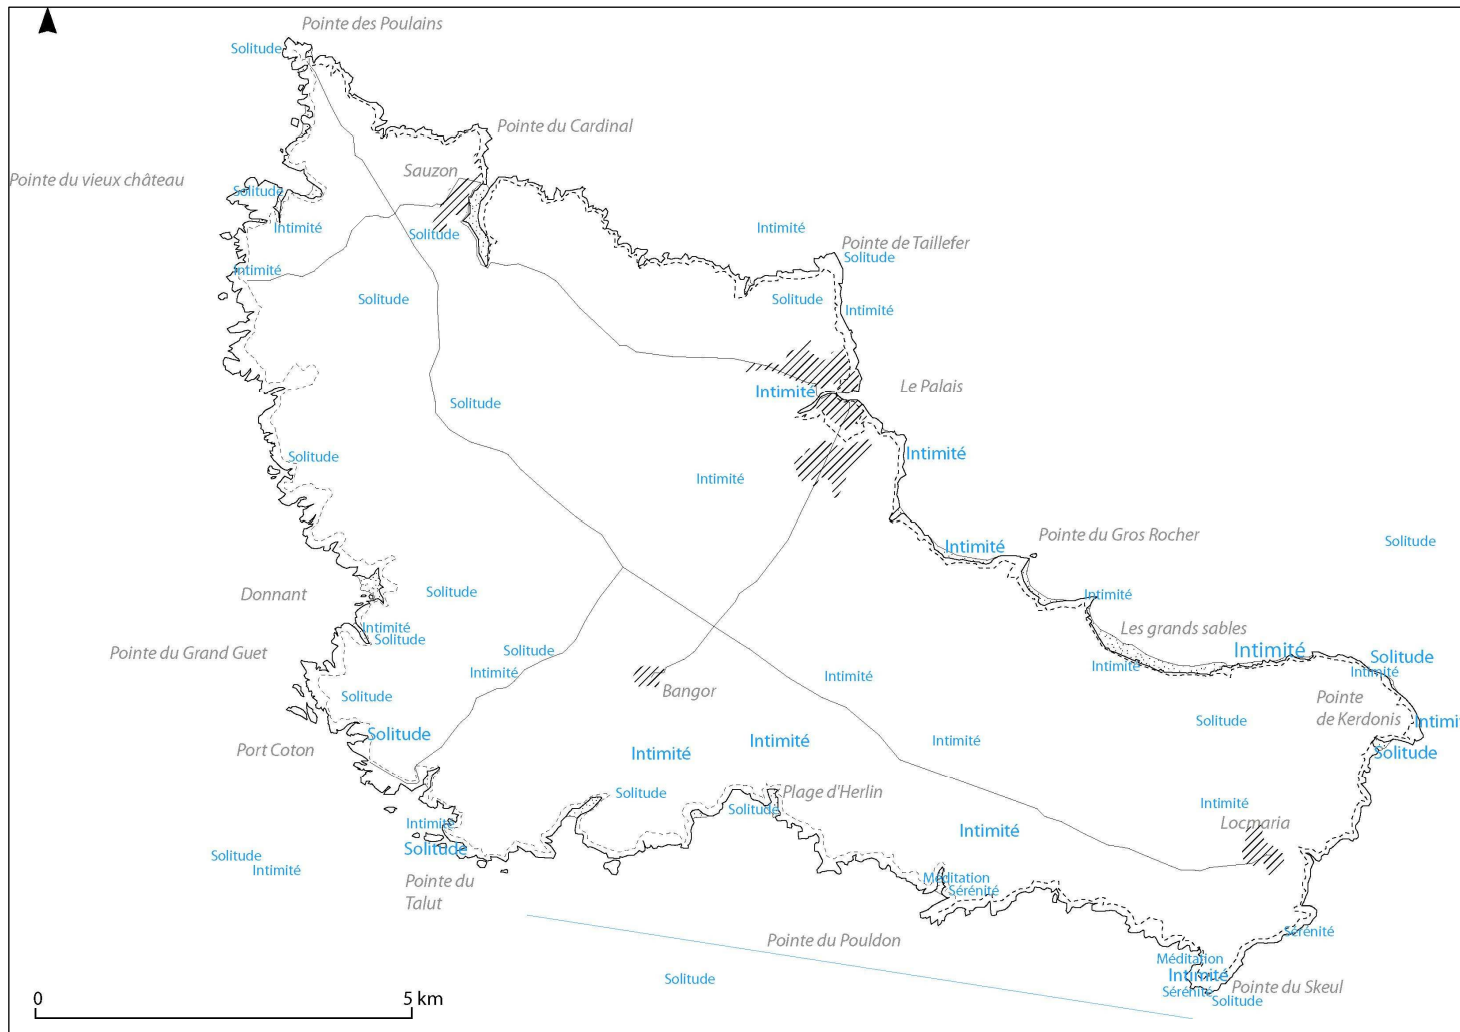 Pointe des Poulains
Solitude
Pointe du Cardinal
Sauzon
Pointe du vieux château
Solitude
Intimité
Solitude
Intimité
Pointe de Taillefer
Solitude
Intimité
Solitude
Solitude
Intimité
Le Palais
Intimité
Solitude
Intimité
Solitude
Intimité
Pointe du Gros Rocher
Solitude
Intimité
Donnant
Solitude
Intimité
Intimité
Solitude
Les grands sables
Pointe du Grand Guet
Solitude
Intimité
Solitude
Intimité
Intimité
Intimité
Intimité
Bangor
Solitude
Pointe
de Kerdonis
Solitude
Intimi
Port Coton
Solitude
Intimité
Intimité
Intimité
Solitude
Solitude
Plage d'Herlin
Solitude
Intimité
Locmaria
Intimité
Solitude
Intimité
Solitude
Intimité
Pointe du
Talut
Méditation
Sérénité
Pointe du Pouldon
Sérénité
Solitude
Méditation
Intimité
Sérénité
Pointe du Skeul
Solitude
0
5 km